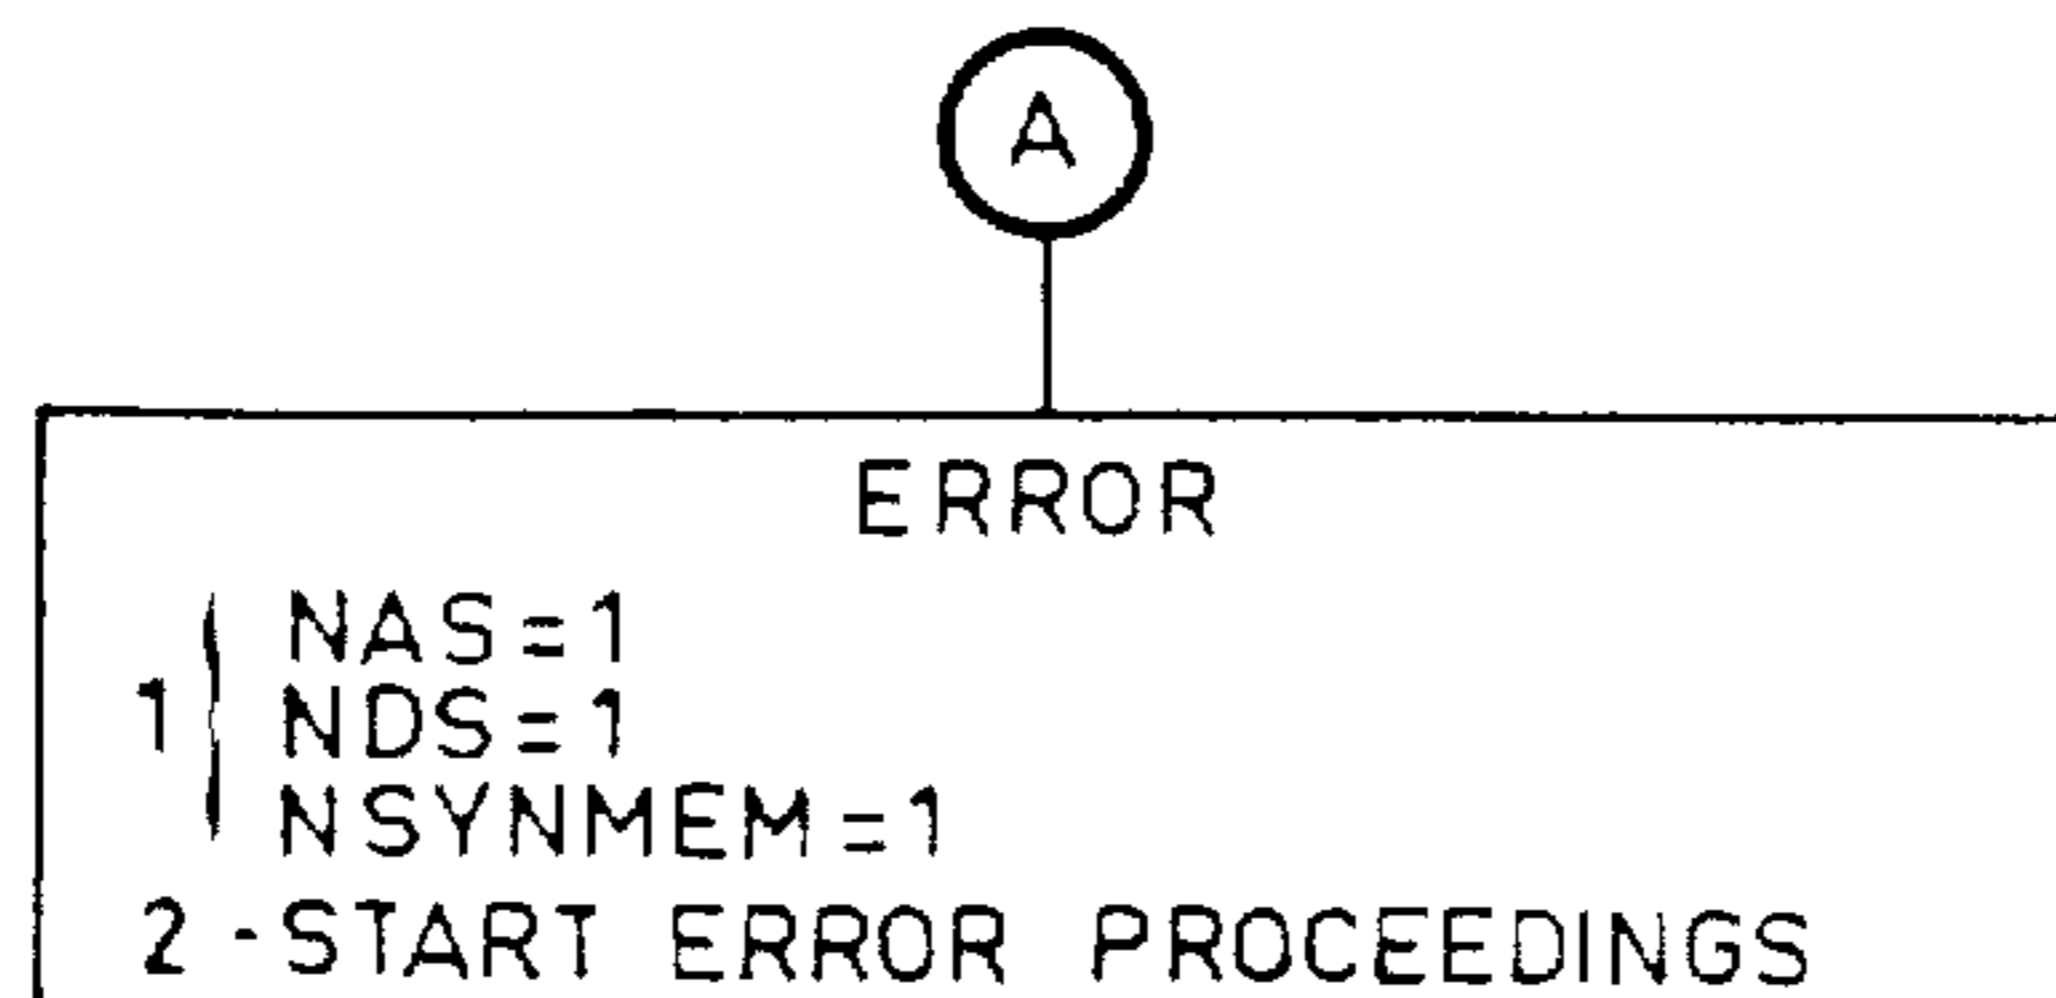 A
ERROR
NAS=1
1 NDS=1
NSYNMEM=1
2 -START ERROR PROCEEDINGS